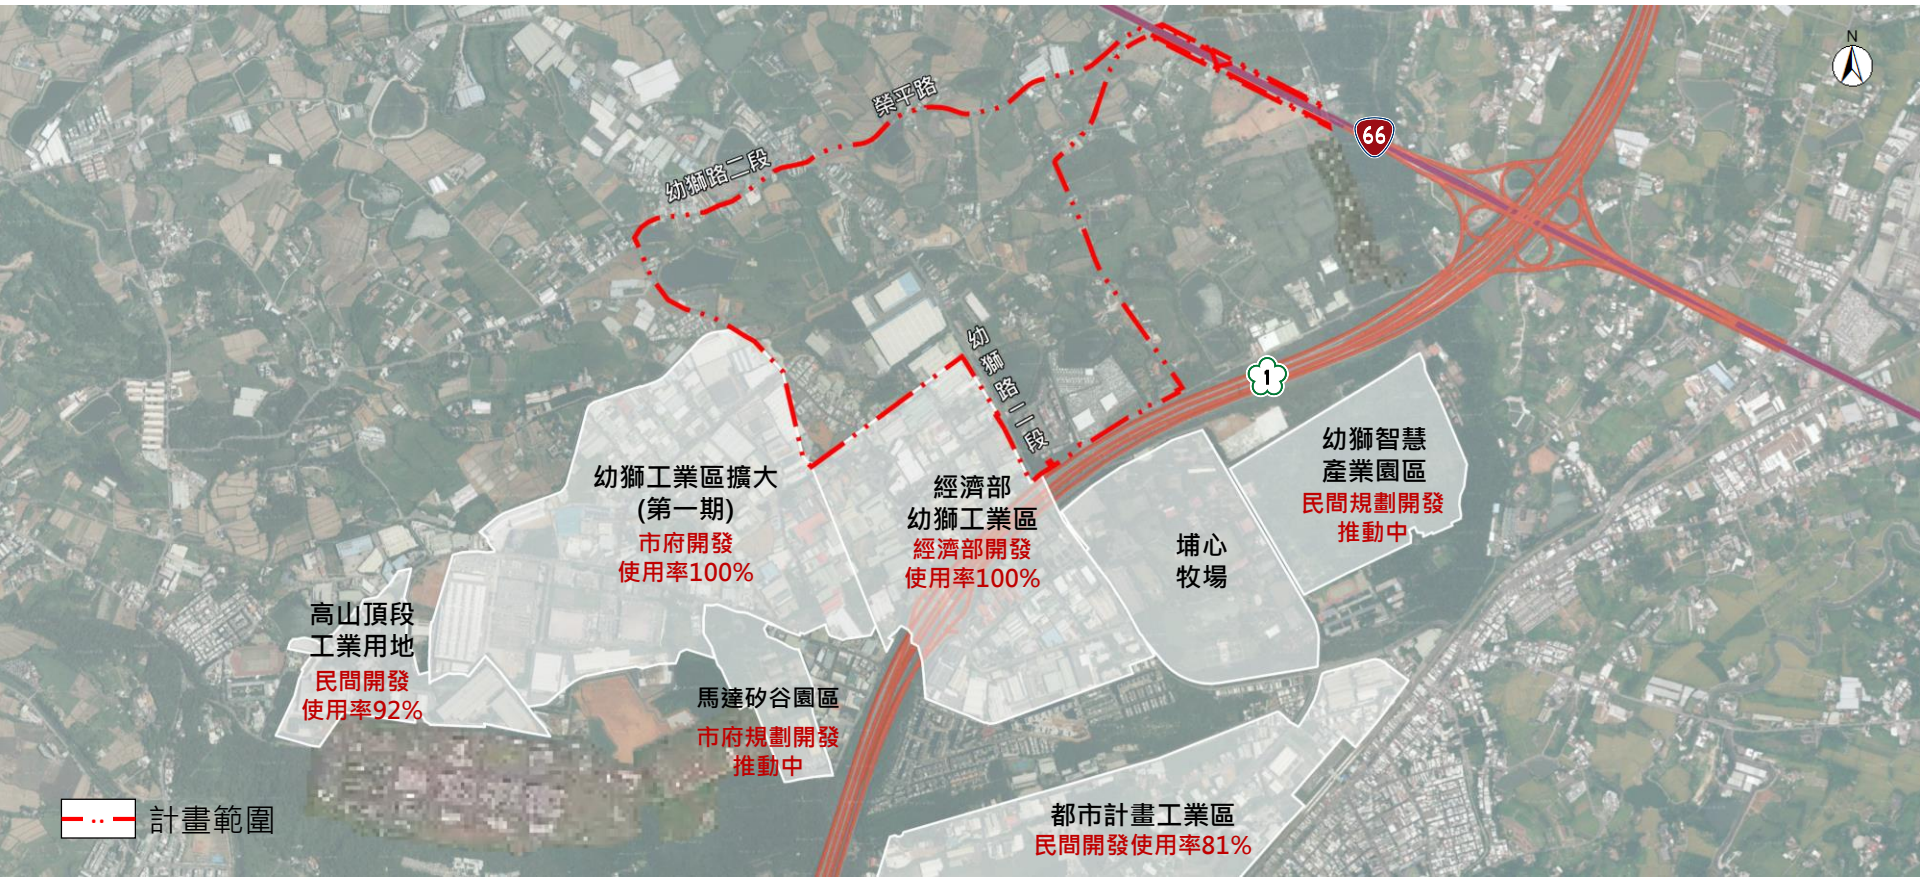 N
66
榮平路
幼獅路二段
幼獅路二段
1
幼獅智慧
產業園區
民間規劃開發
推動中
幼獅工業區擴大
(第一期)
市府開發
使用率100%
經濟部
幼獅工業區
經濟部開發
使用率100%
埔心
牧場
高山頂段
工業用地
民間開發
使用率92%
馬達矽谷園區
市府規劃開發
推動中
都市計畫工業區
民間開發使用率81%
計畫範圍